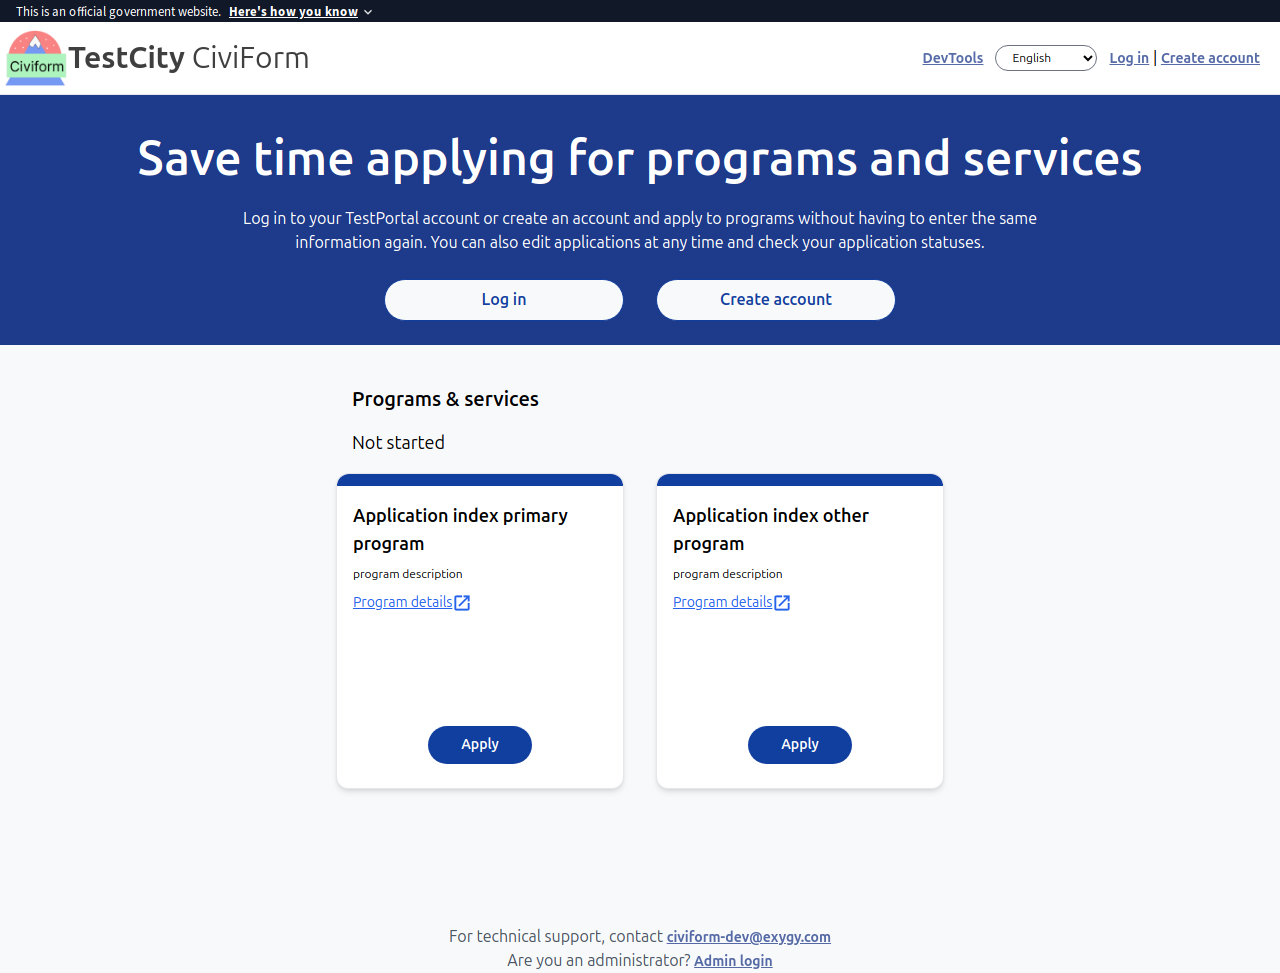 This is an official government website. Here's how you know
Civiform
TestCity CiviForm
DevTools English Log in | Create account
Save time applying for programs and services
Log in to your TestPortal account or create an account and apply to programs without having to enter the same
information again. You can also edit applications at any time and check your application statuses.
Log in Create account
Programs & services
Not started
Application index primary
program
program description
Program details
Apply
Application index other
program
program description
Program details
Apply
For technical support, contact civiform-dev@exygy.com
Are you an administrator? Admin login